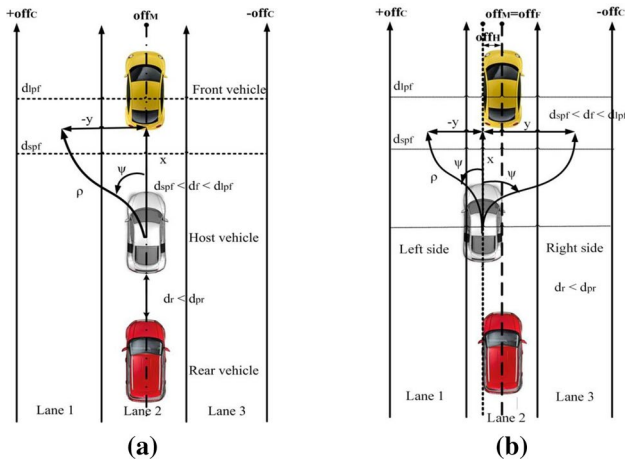 +offC offM -offC
dlpf Front vehicle
-y
dspf x
ψ
ρ dspf < df < dlpf
Host vehicle
dr < dpr
Rear vehicle
Lane 1 Lane 2 Lane 3
(a)
+offC offM=offF -offC
offH
dlpf
dspf < df < dlpf
-y y
dspf
ψ x ψ
ρ
Left side Right side
dr < dpr
Lane 1 Lane 3
Lane 2
(b)